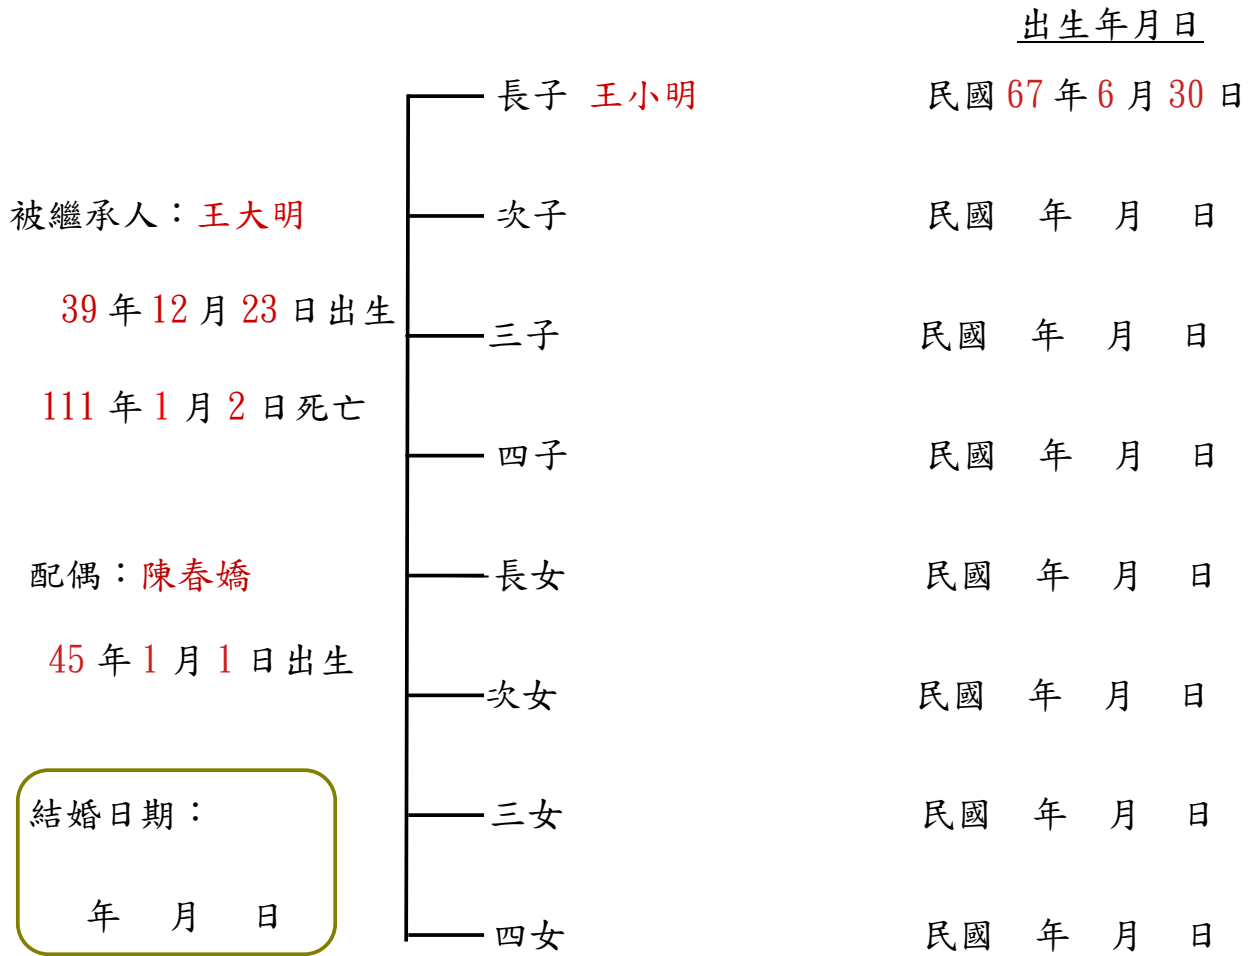 出生年月日
長子 王小明 民國 67 年 6 月 30 日
被繼承人：王大明
次子 民國 年 月 日
39 年 12 月 23 日出生
三子 民國 年 月 日
111 年 1 月 2 日死亡
四子 民國 年 月 日
配偶：陳春嬌
長女 民國 年 月 日
45 年 1 月 1 日出生
次女 民國 年 月 日
結婚日期：
三女 民國 年 月 日
年 月 日
四女 民國 年 月 日